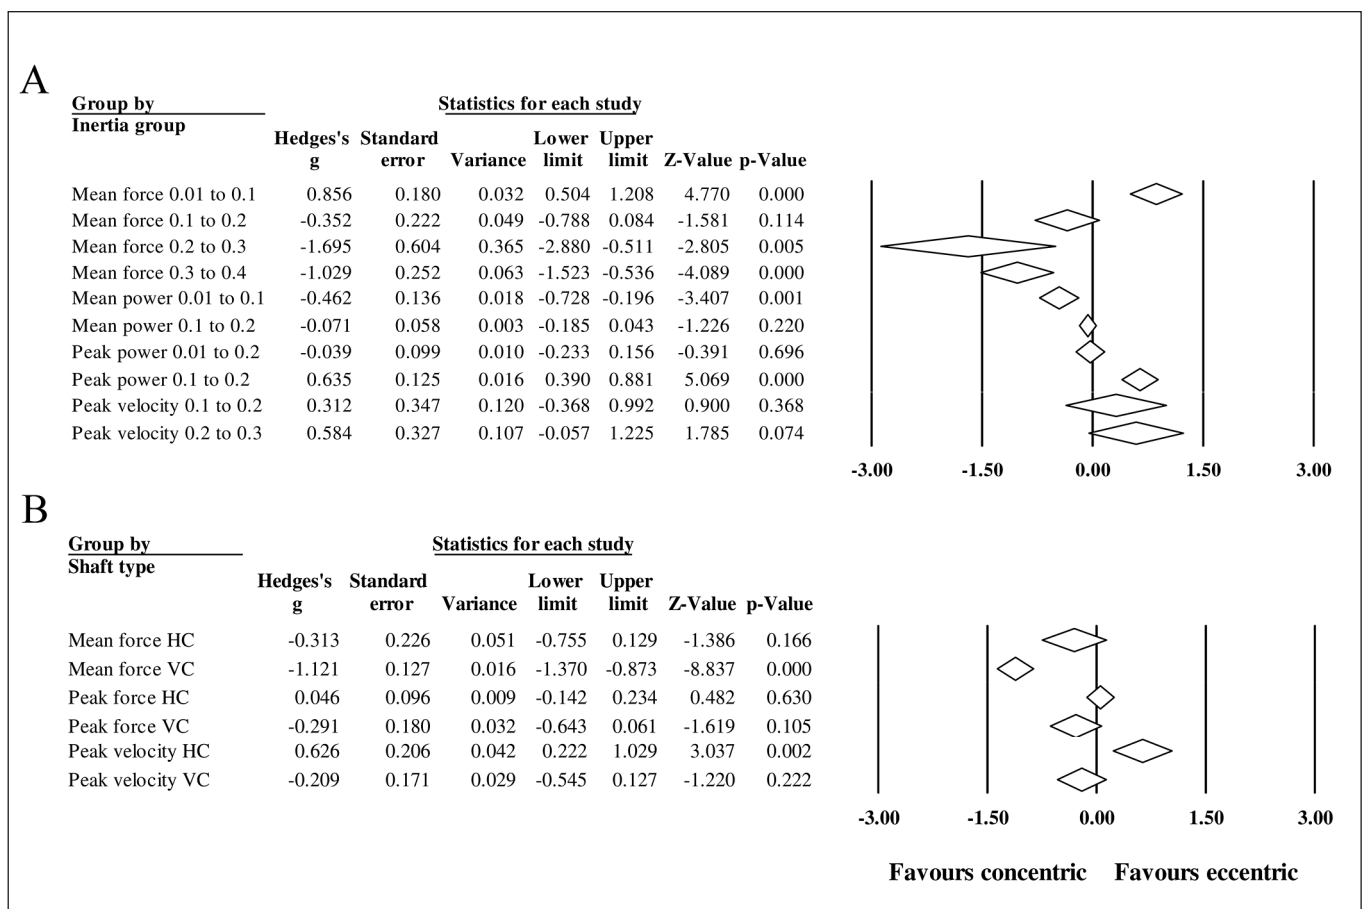 A
Group by Statistics for each study
Inertia group
Hedges's Standard Lower Upper
g error Variance limit limit Z-Value p-Value
Mean force 0.01 to 0.1 0.856 0.180 0.032 0.504 1.208 4.770 0.000
Mean force 0.1 to 0.2 -0.352 0.222 0.049 -0.788 0.084 -1.581 0.114
Mean force 0.2 to 0.3 -1.695 0.604 0.365 -2.880 -0.511 -2.805 0.005
Mean force 0.3 to 0.4 -1.029 0.252 0.063 -1.523 -0.536 -4.089 0.000
Mean power 0.01 to 0.1 -0.462 0.136 0.018 -0.728 -0.196 -3.407 0.001
Mean power 0.1 to 0.2 -0.071 0.058 0.003 -0.185 0.043 -1.226 0.220
Peak power 0.01 to 0.2 -0.039 0.099 0.010 -0.233 0.156 -0.391 0.696
Peak power 0.1 to 0.2 0.635 0.125 0.016 0.390 0.881 5.069 0.000
Peak velocity 0.1 to 0.2 0.312 0.347 0.120 -0.368 0.992 0.900 0.368
Peak velocity 0.2 to 0.3 0.584 0.327 0.107 -0.057 1.225 1.785 0.074
-3.00 -1.50 0.00 1.50 3.00
B
Group by Statistics for each study
Shaft type
Hedges's Standard Lower Upper
g error Variance limit limit Z-Value p-Value
Mean force HC -0.313 0.226 0.051 -0.755 0.129 -1.386 0.166
Mean force VC -1.121 0.127 0.016 -1.370 -0.873 -8.837 0.000
Peak force HC 0.046 0.096 0.009 -0.142 0.234 0.482 0.630
Peak force VC -0.291 0.180 0.032 -0.643 0.061 -1.619 0.105
Peak velocity HC 0.626 0.206 0.042 0.222 1.029 3.037 0.002
Peak velocity VC -0.209 0.171 0.029 -0.545 0.127 -1.220 0.222
-3.00 -1.50 0.00 1.50 3.00
Favours concentric Favours eccentric